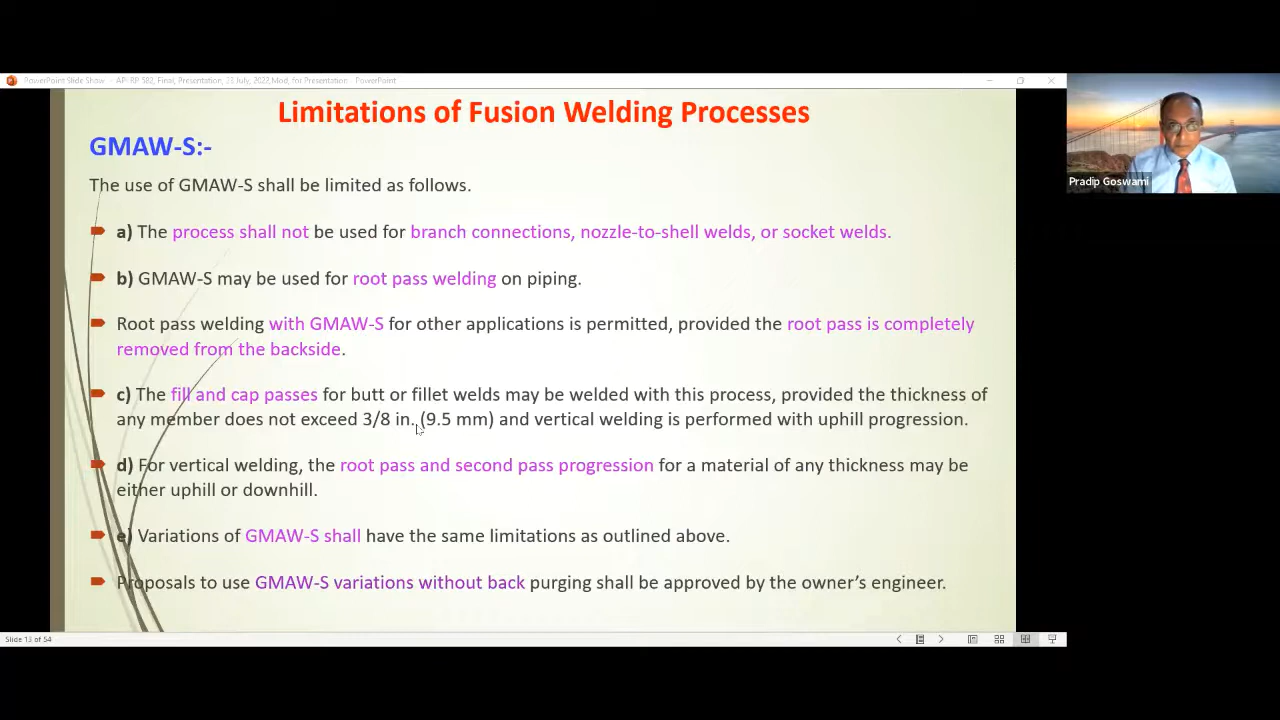 PowerPoint Slide Show - API RP 582, Final, Presentation, 23 July, 2022,Mod, for Presentation - PowerPoint
Limitations of Fusion Welding Processes
GMAW-S:-
The use of GMAW-S shall be limited as follows.
a) The process shall not be used for branch connections, nozzle-to-shell welds, or socket welds.
b) GMAW-S may be used for root pass welding on piping.
Root pass welding with GMAW-S for other applications is permitted, provided the root pass is completely
removed from the backside.
c) The fill and cap passes for butt or fillet welds may be welded with this process, provided the thickness of
any member does not exceed 3/8 in. (9.5 mm) and vertical welding is performed with uphill progression.
d) For vertical welding, the root pass and second pass progression for a material of any thickness may be
either uphill or downhill.
e) Variations of GMAW-S shall have the same limitations as outlined above.
Proposals to use GMAW-S variations without back purging shall be approved by the owner’s engineer.
Slide 13 of 54
Pradip Goswami